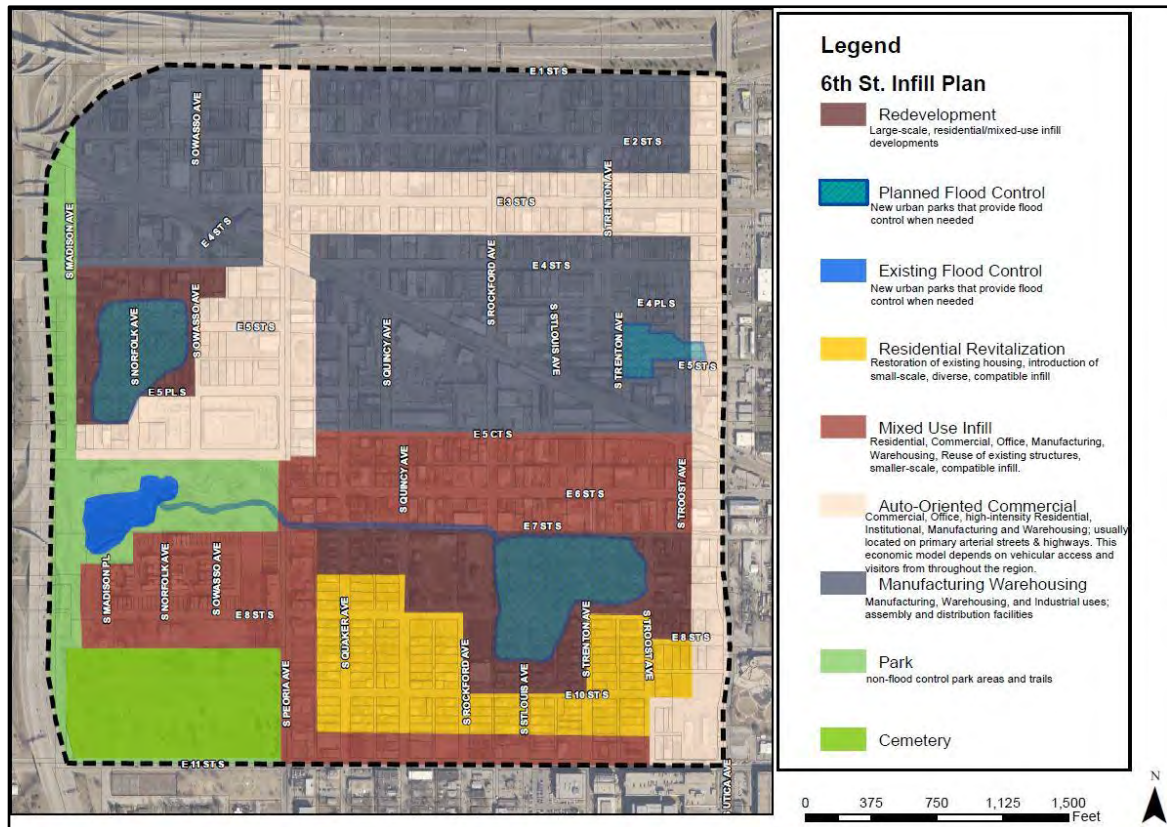 E 1 ST S
S OWASSO AVE
E 2 ST S
S TRENTON AVE
E 3 ST S
S MADISON AVE
E 4 ST S
S ROCKFORD AVE
E 4 ST S
E 4 PL S
S NORFOLK AVE
S OWASSO AVE
E 5 ST S
S QUINCY AVE
S STLOUIS AVE
S TRENTON AVE
E 5 ST S
E 5 PL S
E 5 CT S
S QUINCY AVE
E 6 ST S
S TROOST AVE
E 7 ST S
S MADISON PL
S NORFOLK AVE
S OWASSO AVE
E 8 ST S
S QUAKER AVE
S ROCKFORD AVE
S STLOUIS AVE
S TRENTON AVE
S TROOST AVE
E 8 ST S
S PEORIA AVE
E 10 ST S
E 11 ST S
UTICA AVE
Legend
6th St. Infill Plan
Redevelopment
Large-scale, residential/mixed-use infill
developments
Planned Flood Control
New urban parks that provide flood
control when needed
Existing Flood Control
New urban parks that provide flood
control when needed
Residential Revitalization
Restoration of existing housing, introduction of
small-scale, diverse, compatible infill
Mixed Use Infill
Residential, Commercial, Office, Manufacturing,
Warehousing, Reuse of existing structures,
smaller-scale, compatible infill.
Auto-Oriented Commercial
Commercial, Office, high-intensity Residential,
Institutional, Manufacturing and Warehousing; usually
located on primary arterial streets & highways. This
economic model depends on vehicular access and
visitors from throughout the region.
Manufacturing Warehousing
Manufacturing, Warehousing, and Industrial uses;
assembly and distribution facilities
Park
non-flood control park areas and trails
Cemetery
N
0 375 750 1,125 1,500
Feet